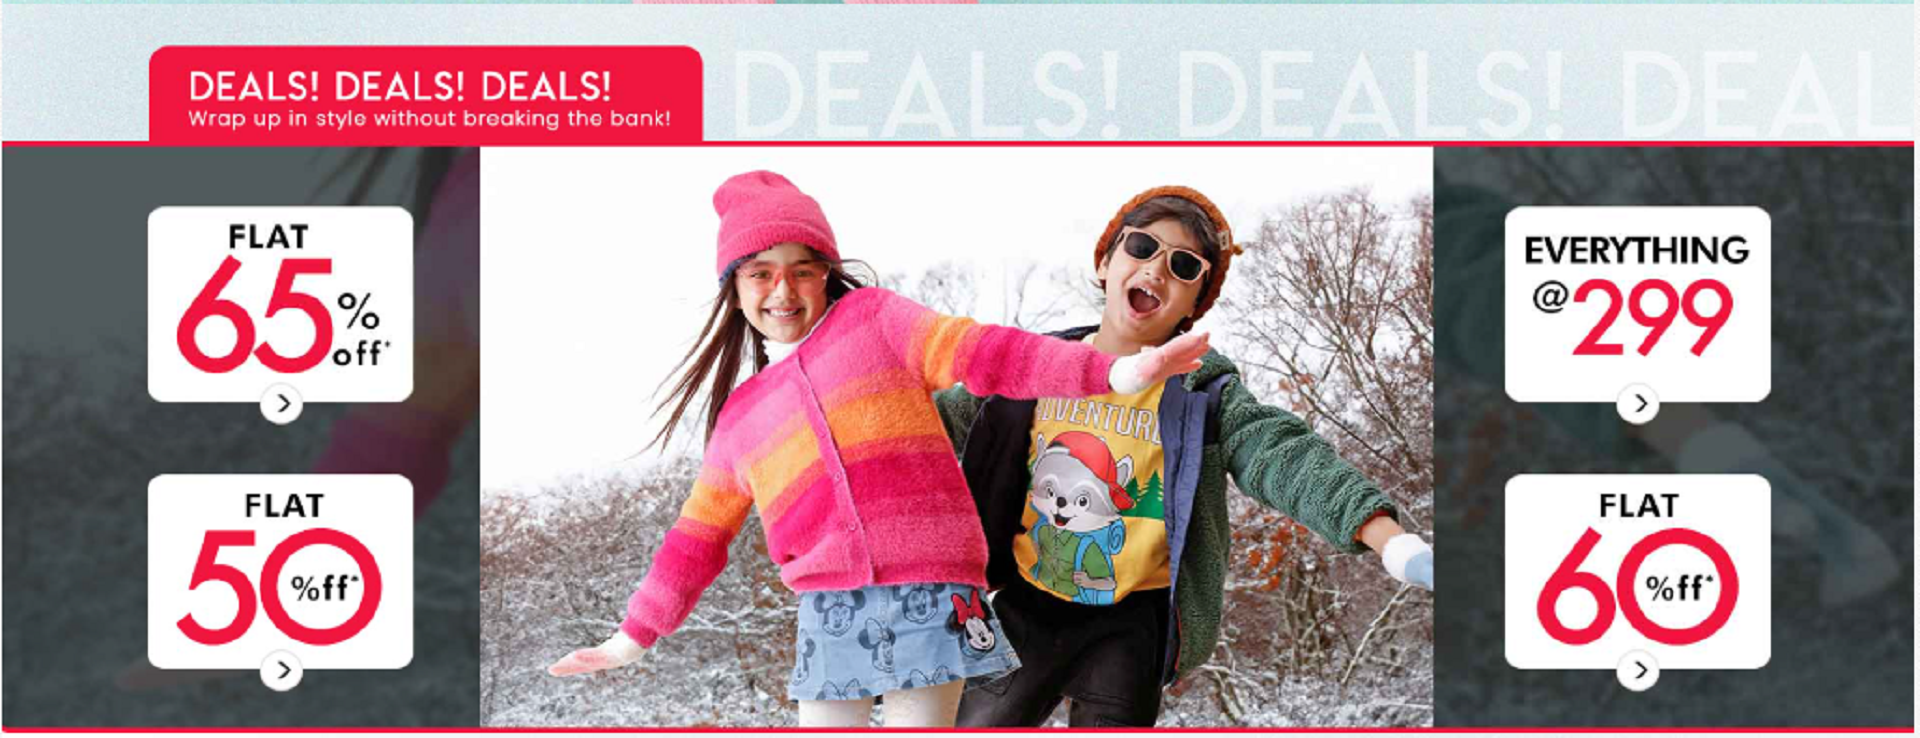 DEALS! DEALS! DEALS!
Wrap up in style without breaking the bank!
DEALS! DEALS! DEAL
FLAT
65%
off*
FLAT
50
%ff*
DVENTUR
EVERYTHING
@299
FLAT
60
%ff*